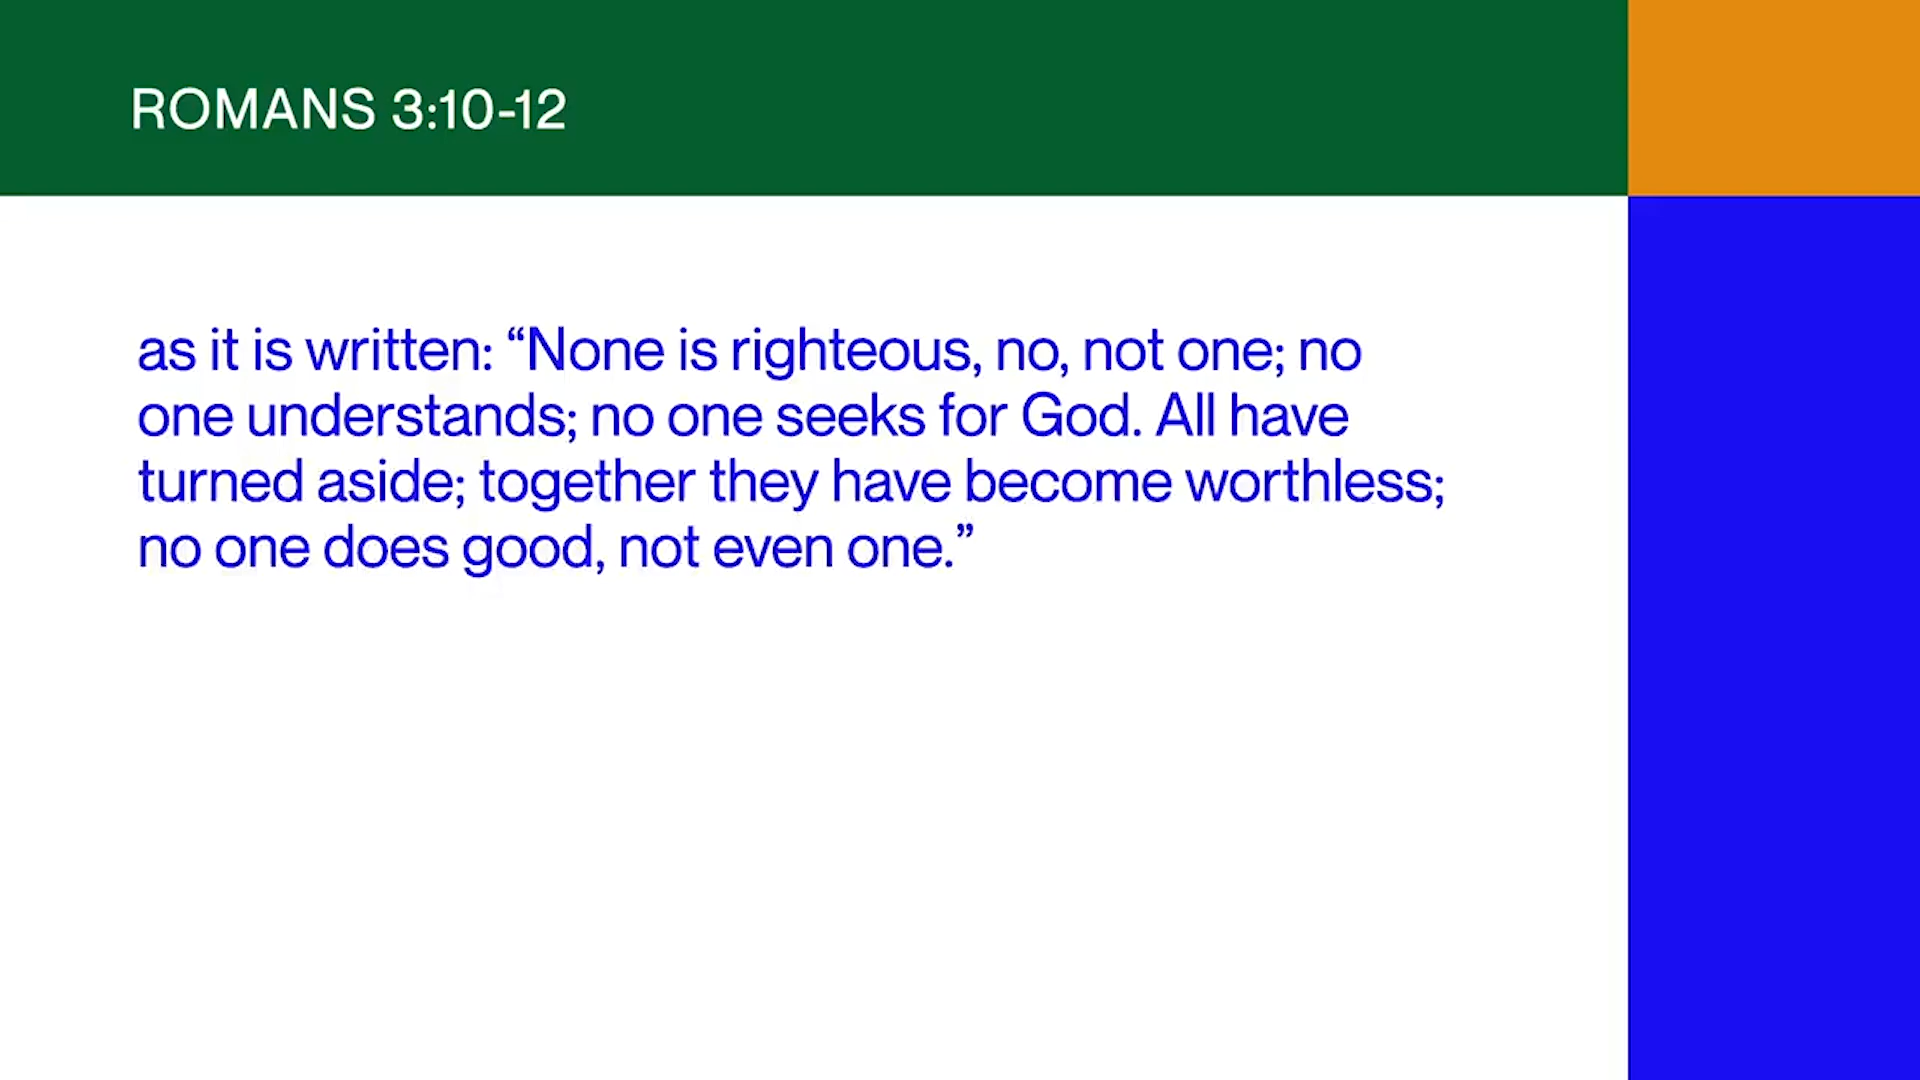 ROMANS 3:10-12
as it is written: “None is righteous, no, not one; no
one understands; no one seeks for God. All have
turned aside; together they have become worthless;
no one does good, not even one.”